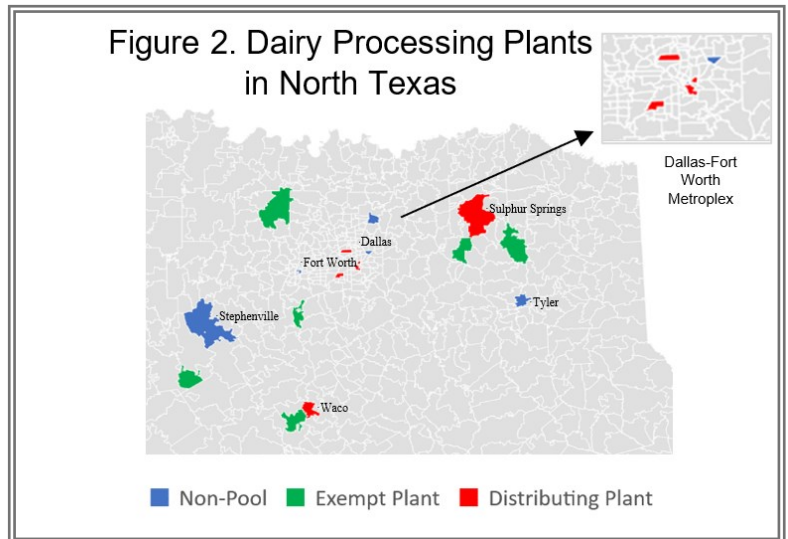 Figure 2. Dairy Processing Plants
in North Texas
Dallas-Fort
Worth
Metroplex
Sulphur Springs
Dallas
Fort Worth
Tyler
Stephenville
Waco
Non-Pool
Exempt Plant
Distributing Plant